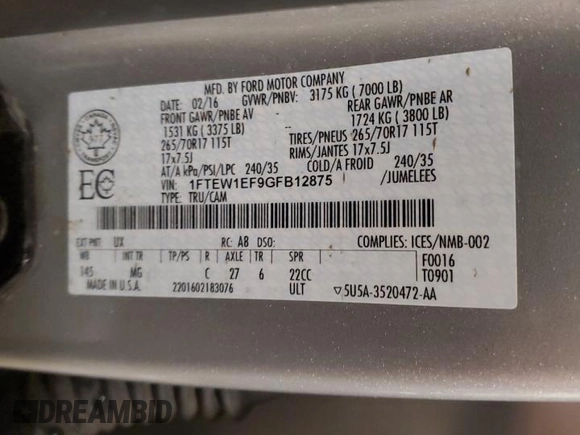 MFD. BY FORD MOTOR COMPANY
DATE: 02/16 GVWR/PNBV: 3175 KG ( 7000 LB)
FRONT GAWR/PNBE AV REAR GAWR/PNBE AR
1531 KG ( 3375 LB) 1724 KG ( 3800 LB)
265/70R17 115T TIRES/PNEUS 265/70R17 115T
17x7.5J RIMS/JANTES 17x7.5J
AT/A kPa/PSI/LPC 240/35 COLD/A FROID 240/35
VIN: 1FTEW1EF9GFB12875 /JUMELEES
TYPE: TRU/CAM
EC
EXT PNT: UX RC: A8 DSO: COMPLIES: ICES/NMB-002
WB INT TR TP/PS R AXLE TR SPR F0016
145 MG C 27 6 22CC T0901
MADE IN U.S.A. 2201602183076 ULT ▽5U5A-3520472-AA
DREAMBID